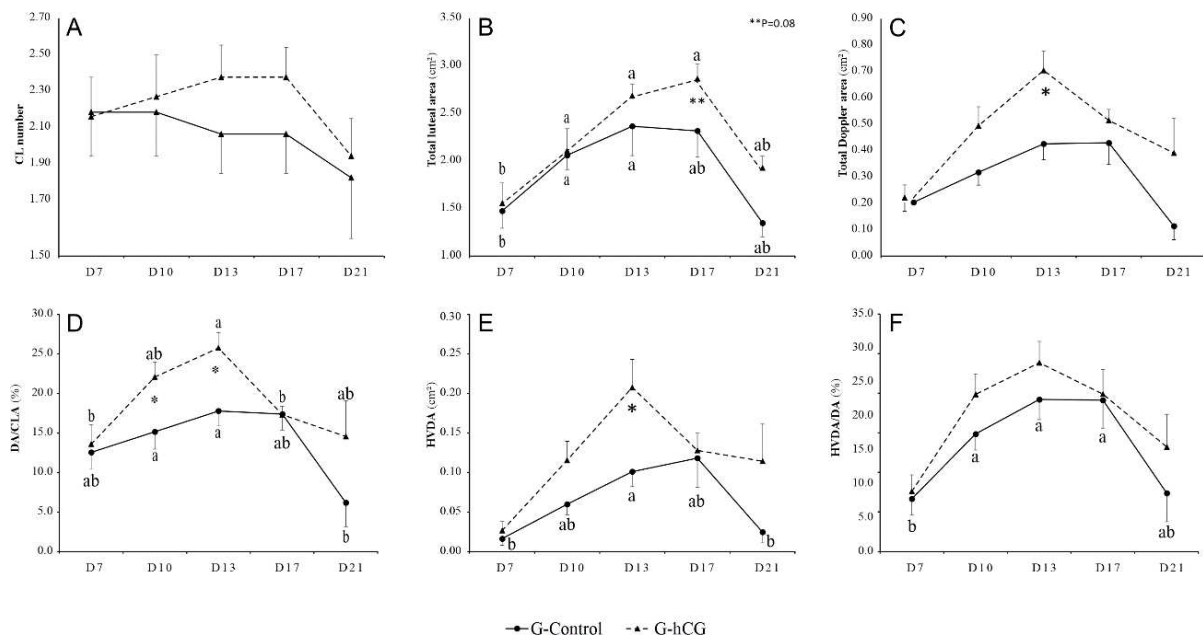 A
CL number
2.70
2.50
2.30
2.10
1.90
1.70
1.50
D7 D10 D13 D17 D21
B
**P=0.08
Total luteal area (cm²)
3.50
3.00
2.50
2.00
1.50
1.00
b a a a ab
**
b a a ab ab
D7 D10 D13 D17 D21
C
Total Doppler area (cm²)
0.90
0.80
0.70
0.60
0.50
0.40
0.30
0.20
0.10
0.00
*
D7 D10 D13 D17 D21
D
DA/CLA (%)
30.0
25.0
20.0
15.0
10.0
5.0
0.0
b ab a b ab
* *
ab a a ab b
D7 D10 D13 D17 D21
E
HVDA (cm²)
0.30
0.25
0.20
0.15
0.10
0.05
0.00
*
b ab a ab b
D7 D10 D13 D17 D21
F
HVDA/DA (%)
30.0
25.0
20.0
15.0
10.0
5.0
0.0
b a a a ab
D7 D10 D13 D17 D21
G-Control G-hCG